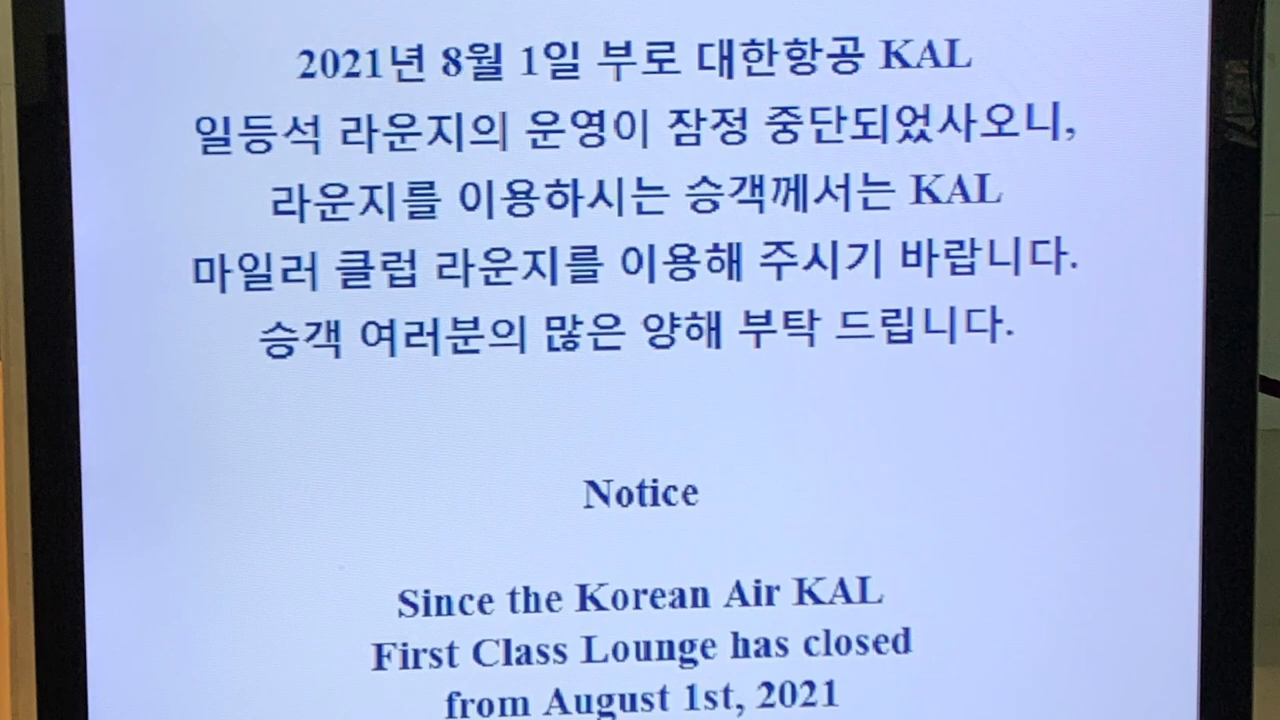 2021년 8월 1일 부로 대한항공 KAL
일등석 라운지의 운영이 잠정 중단되었사오니,
라운지를 이용하시는 승객께서는 KAL
마일러 클럽 라운지를 이용해 주시기 바랍니다.
승객 여러분의 많은 양해 부탁 드립니다.
Notice
Since the Korean Air KAL
First Class Lounge has closed
from August 1st, 2021